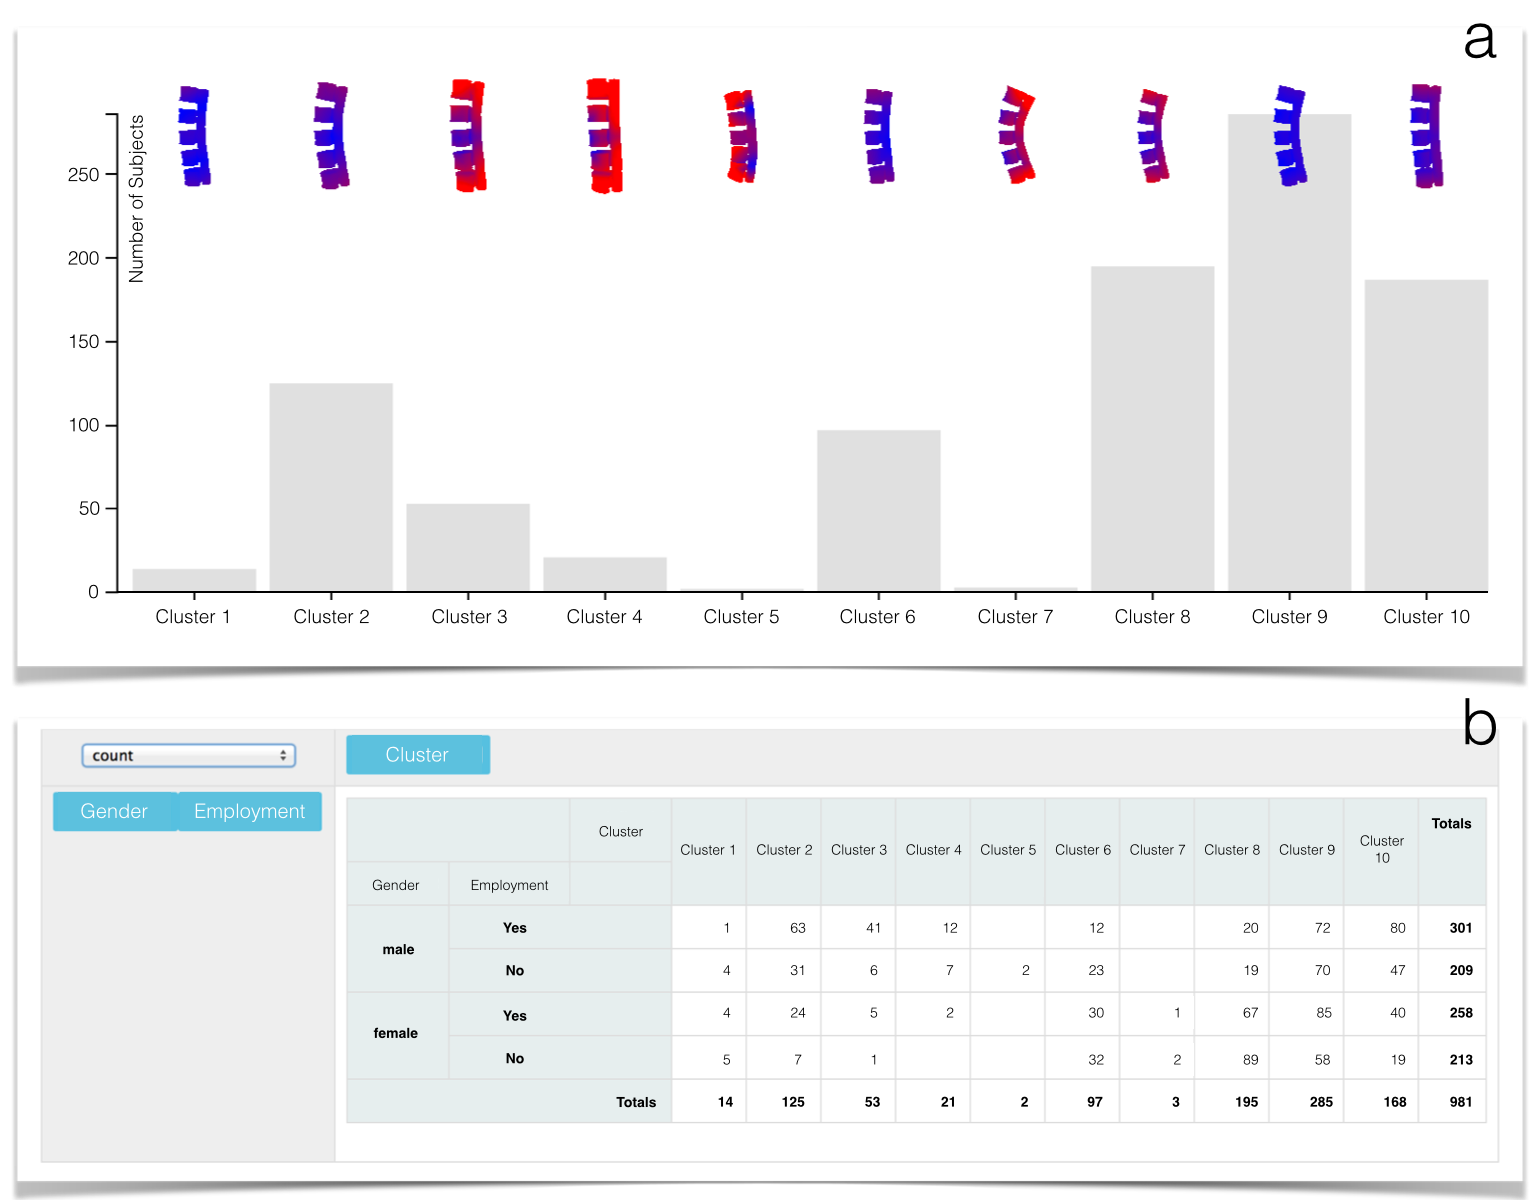 a
Number of Subjects
250
200
150
100
50
0
Cluster 1 Cluster 2 Cluster 3 Cluster 4 Cluster 5 Cluster 6 Cluster 7 Cluster 8 Cluster 9 Cluster 10
b
count
Cluster
Gender Employment
Cluster Cluster 1 Cluster 2 Cluster 3 Cluster 4 Cluster 5 Cluster 6 Cluster 7 Cluster 8 Cluster 9 Cluster 10 Totals
Gender Employment
male Yes 1 63 41 12 12 20 72 80 301
No 4 31 6 7 2 23 19 70 47 209
female Yes 4 24 5 2 30 1 67 85 40 258
No 5 7 1 32 2 89 58 19 213
Totals 14 125 53 21 2 97 3 195 285 168 981